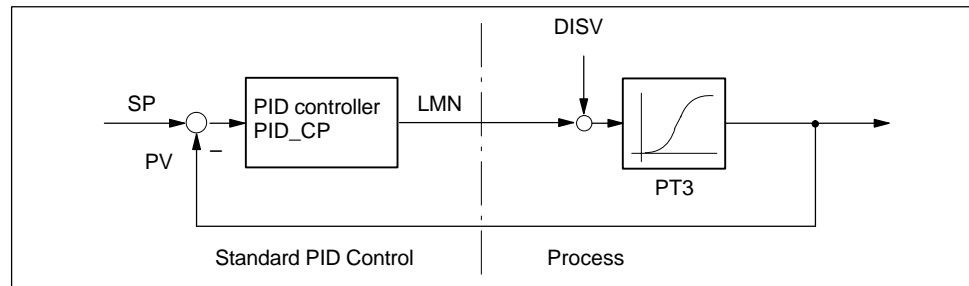 DISV
SP
PID controller
PID_CP
LMN
PV
–
PT3
Standard PID Control
Process